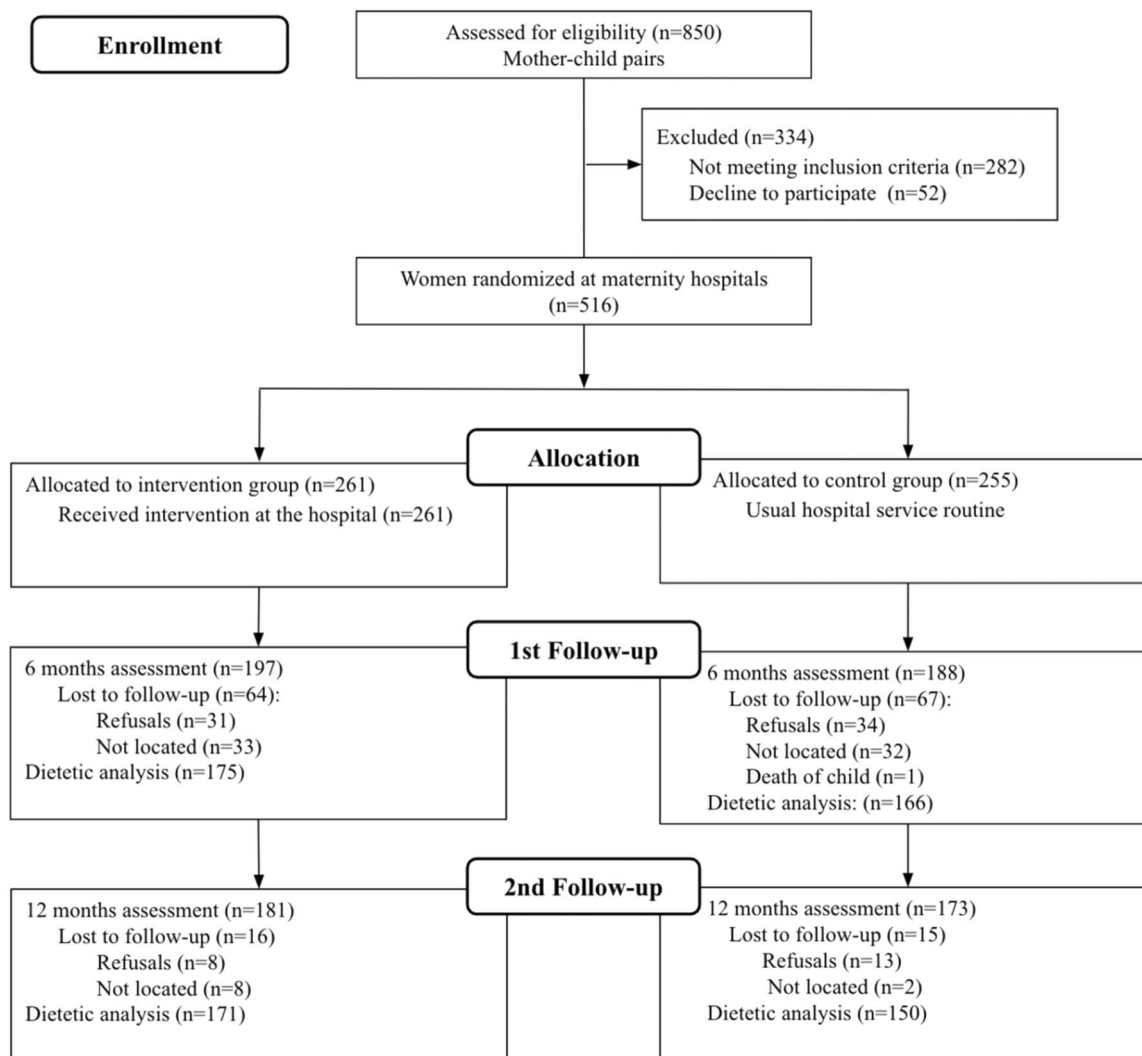 Enrollment
Assessed for eligibility (n=850)
Mother-child pairs
Excluded (n=334)
Not meeting inclusion criteria (n=282)
Decline to participate (n=52)
Women randomized at maternity hospitals
(n=516)
Allocation
Allocated to intervention group (n=261)
Received intervention at the hospital (n=261)
Allocated to control group (n=255)
Usual hospital service routine
1st Follow-up
6 months assessment (n=197)
Lost to follow-up (n=64):
Refusals (n=31)
Not located (n=33)
Dietetic analysis (n=175)
6 months assessment (n=188)
Lost to follow-up (n=67):
Refusals (n=34)
Not located (n=32)
Death of child (n=1)
Dietetic analysis: (n=166)
2nd Follow-up
12 months assessment (n=181)
Lost to follow-up (n=16)
Refusals (n=8)
Not located (n=8)
Dietetic analysis (n=171)
12 months assessment (n=173)
Lost to follow-up (n=15)
Refusals (n=13)
Not located (n=2)
Dietetic analysis (n=150)